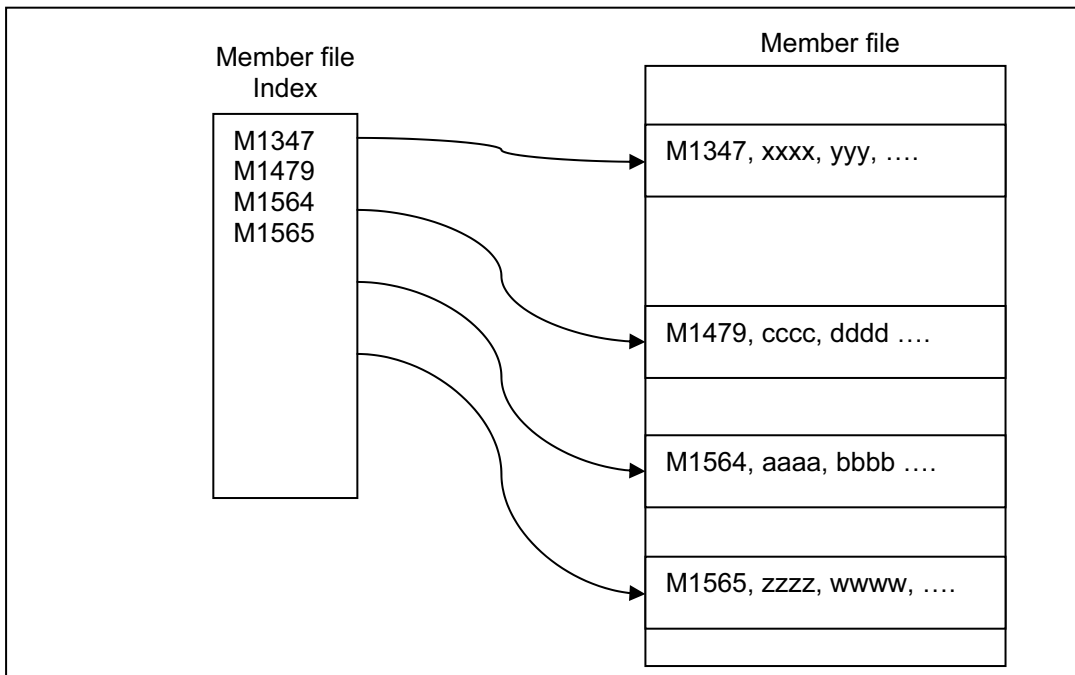 Member file
Index
M1347
M1479
M1564
M1565
Member file
M1347, xxxx, yyy, ….
M1479, cccc, dddd ….
M1564, aaaa, bbbb ….
M1565, zzzz, wwww, ….